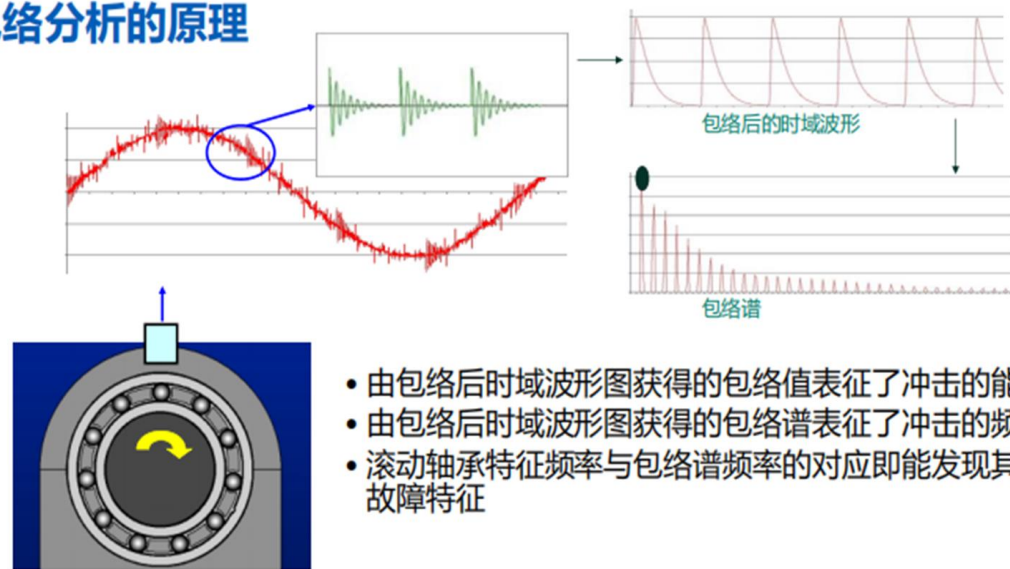 络分析的原理
包络后的时域波形
包络谱
• 由包络后时域波形图获得的包络值表征了冲击的能
• 由包络后时域波形图获得的包络谱表征了冲击的频
• 滚动轴承特征频率与包络谱频率的对应即能发现其
故障特征